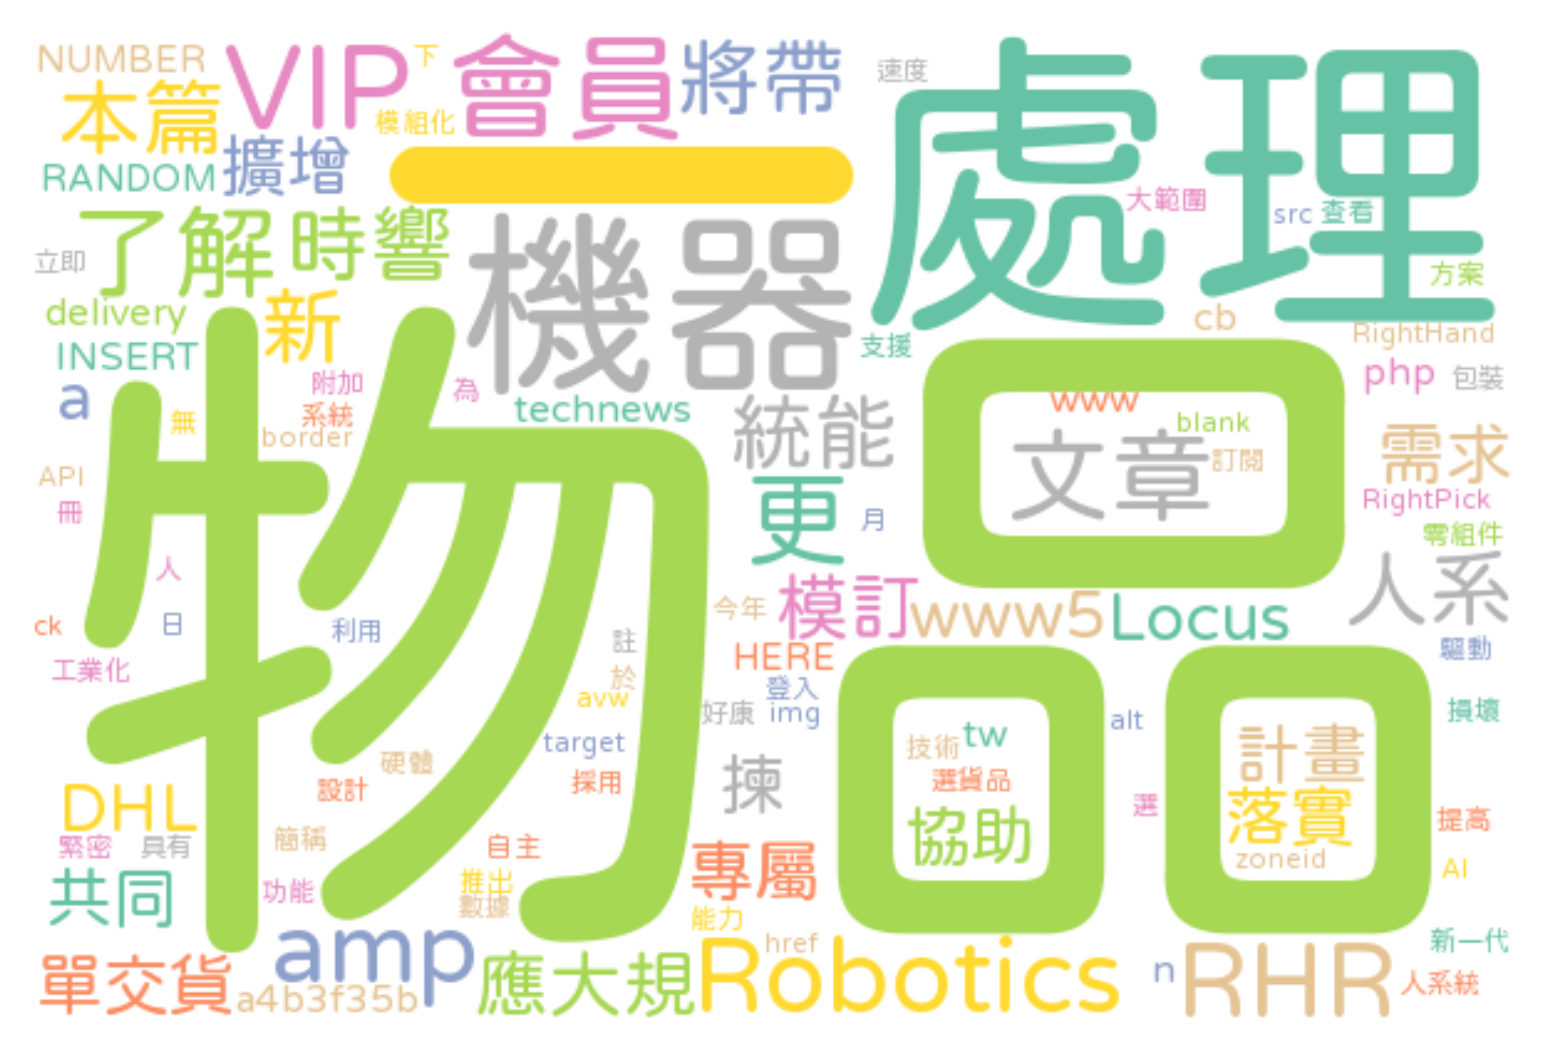 NUMBER
VIP
下
會員
將帶
速度
處理
本篇
模組化
RANDOM
擴增
一
大範圍
src
查看
了解
時響
機器
立即
方案
delivery
新
cb
RightHand
INSERT
支援
附加
為
php
包裝
a
無
系統
technews
統能
www
blank
border
文章
訂閱
需求
API
物品
冊
更
月
RightPick
零組件
人
人系
ck
日
利用
註
今年
模訂
www5
Locus
工業化
於
HERE
驅動
avw
登入
好康
img
alt
損壞
target
技術
tw
計畫
硬體
設計
採用
揀
選貨品
選
落實
DHL
協助
提高
緊密
具有
簡稱
自主
專屬
zoneid
AI
共同
功能
推出
數據
能力
單交貨
amp
應大規
Robotics
href
n
RHR
新一代
a4b3f35b
人系統